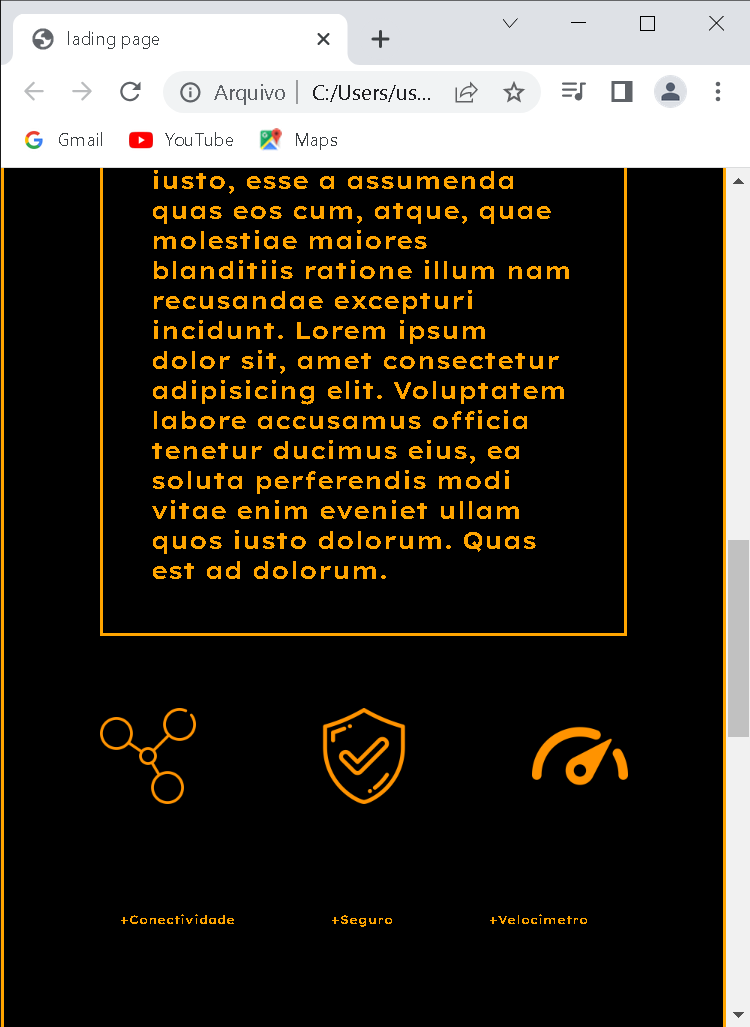 lading page
Arquivo | C:/Users/us...
Gmail YouTube Maps
iusto, esse a assumenda
quas eos cum, atque, quae
molestiae maiores
blanditiis ratione illum nam
recusandae excepturi
incidunt. Lorem ipsum
dolor sit, amet consectetur
adipisicing elit. Voluptatem
labore accusamus officia
tenetur ducimus eius, ea
soluta perferendis modi
vitae enim eveniet ullam
quos iusto dolorum. Quas
est ad dolorum.
+Conectividade +Seguro +Velocimetro